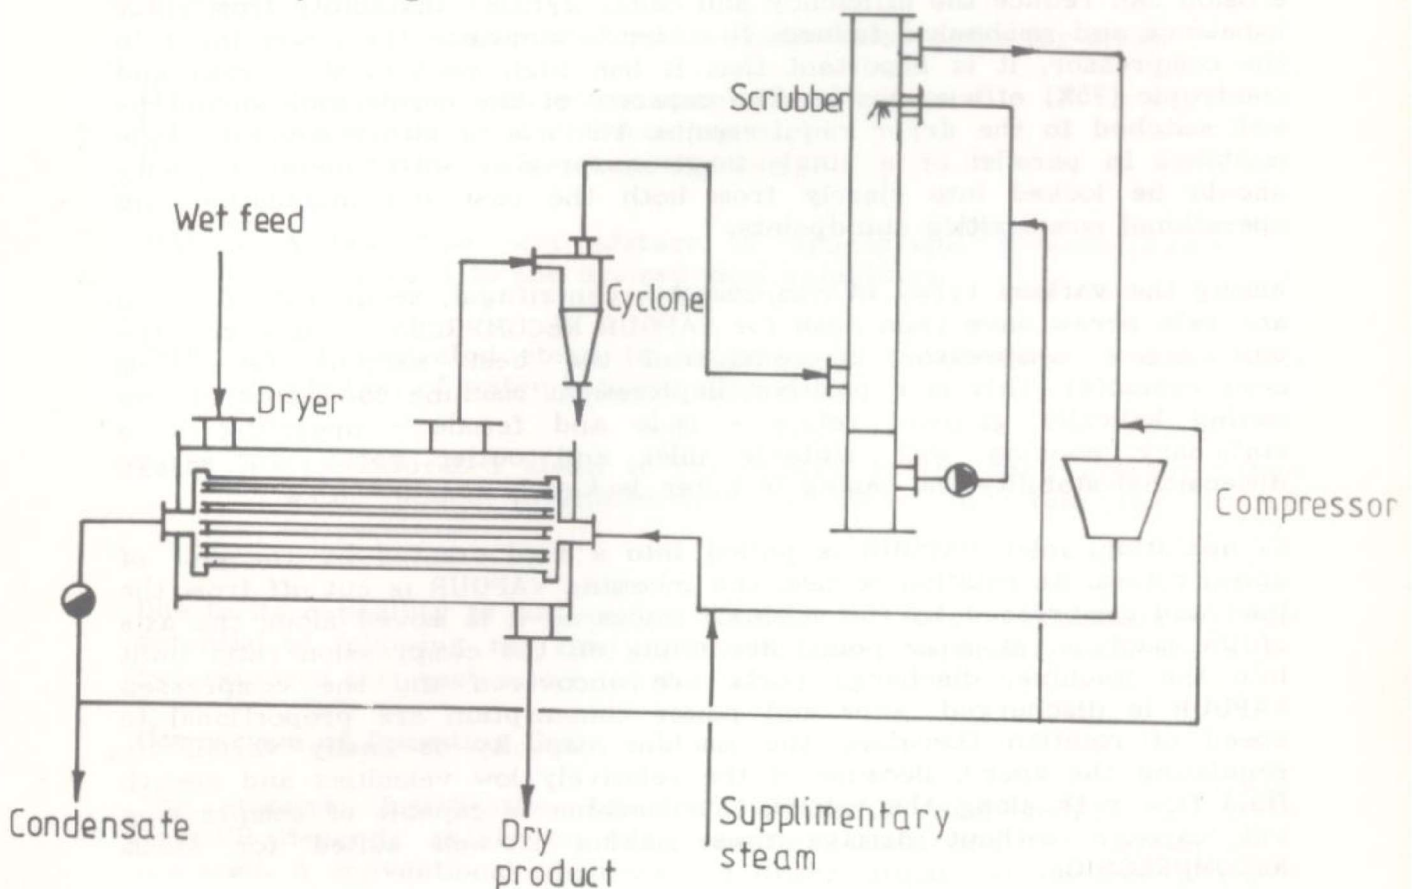 Scrubber
Wet feed
Cyclone
Dryer
Compressor
Condensate
Dry
product
Supplimentary
steam